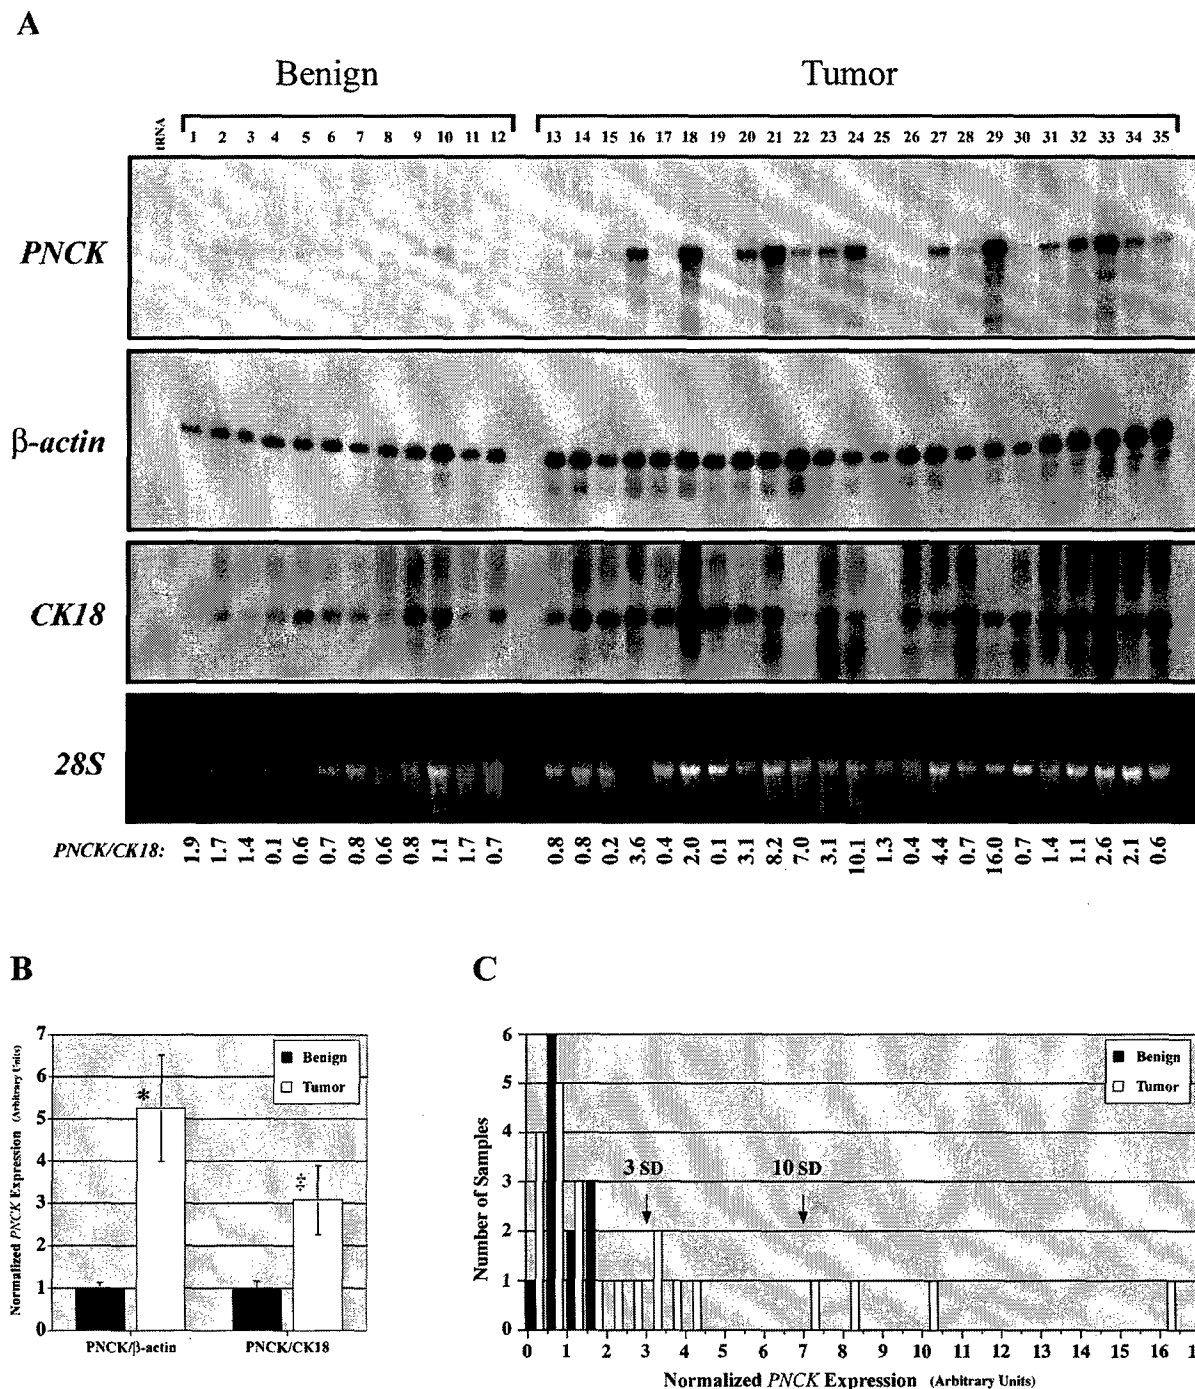 A
Benign Tumor
tRNA 1 2 3 4 5 6 7 8 9 10 11 12 13 14 15 16 17 18 19 20 21 22 23 24 25 26 27 28 29 30 31 32 33 34 35
PNCK
β-actin
CK18
28S
PNCK/CK18: 1.9 1.7 1.4 0.1 0.6 0.7 0.8 0.6 0.8 1.1 1.7 0.7 0.8 0.8 0.2 3.6 0.4 2.0 0.1 3.1 8.2 7.0 3.1 10.1 1.3 0.4 4.4 0.7 16.0 0.7 1.4 1.1 2.6 2.1 0.6
B
Normalized PNCK Expression (Arbitrary Units)
7
6
5
4
3
2
1
0
Benign
Tumor
*
‡
PNCK/β-actin PNCK/CK18
C
Number of Samples
6
5
4
3
2
1
0
Benign
Tumor
3 SD 10 SD
0 1 2 3 4 5 6 7 8 9 10 11 12 13 14 15 16
Normalized PNCK Expression (Arbitrary Units)